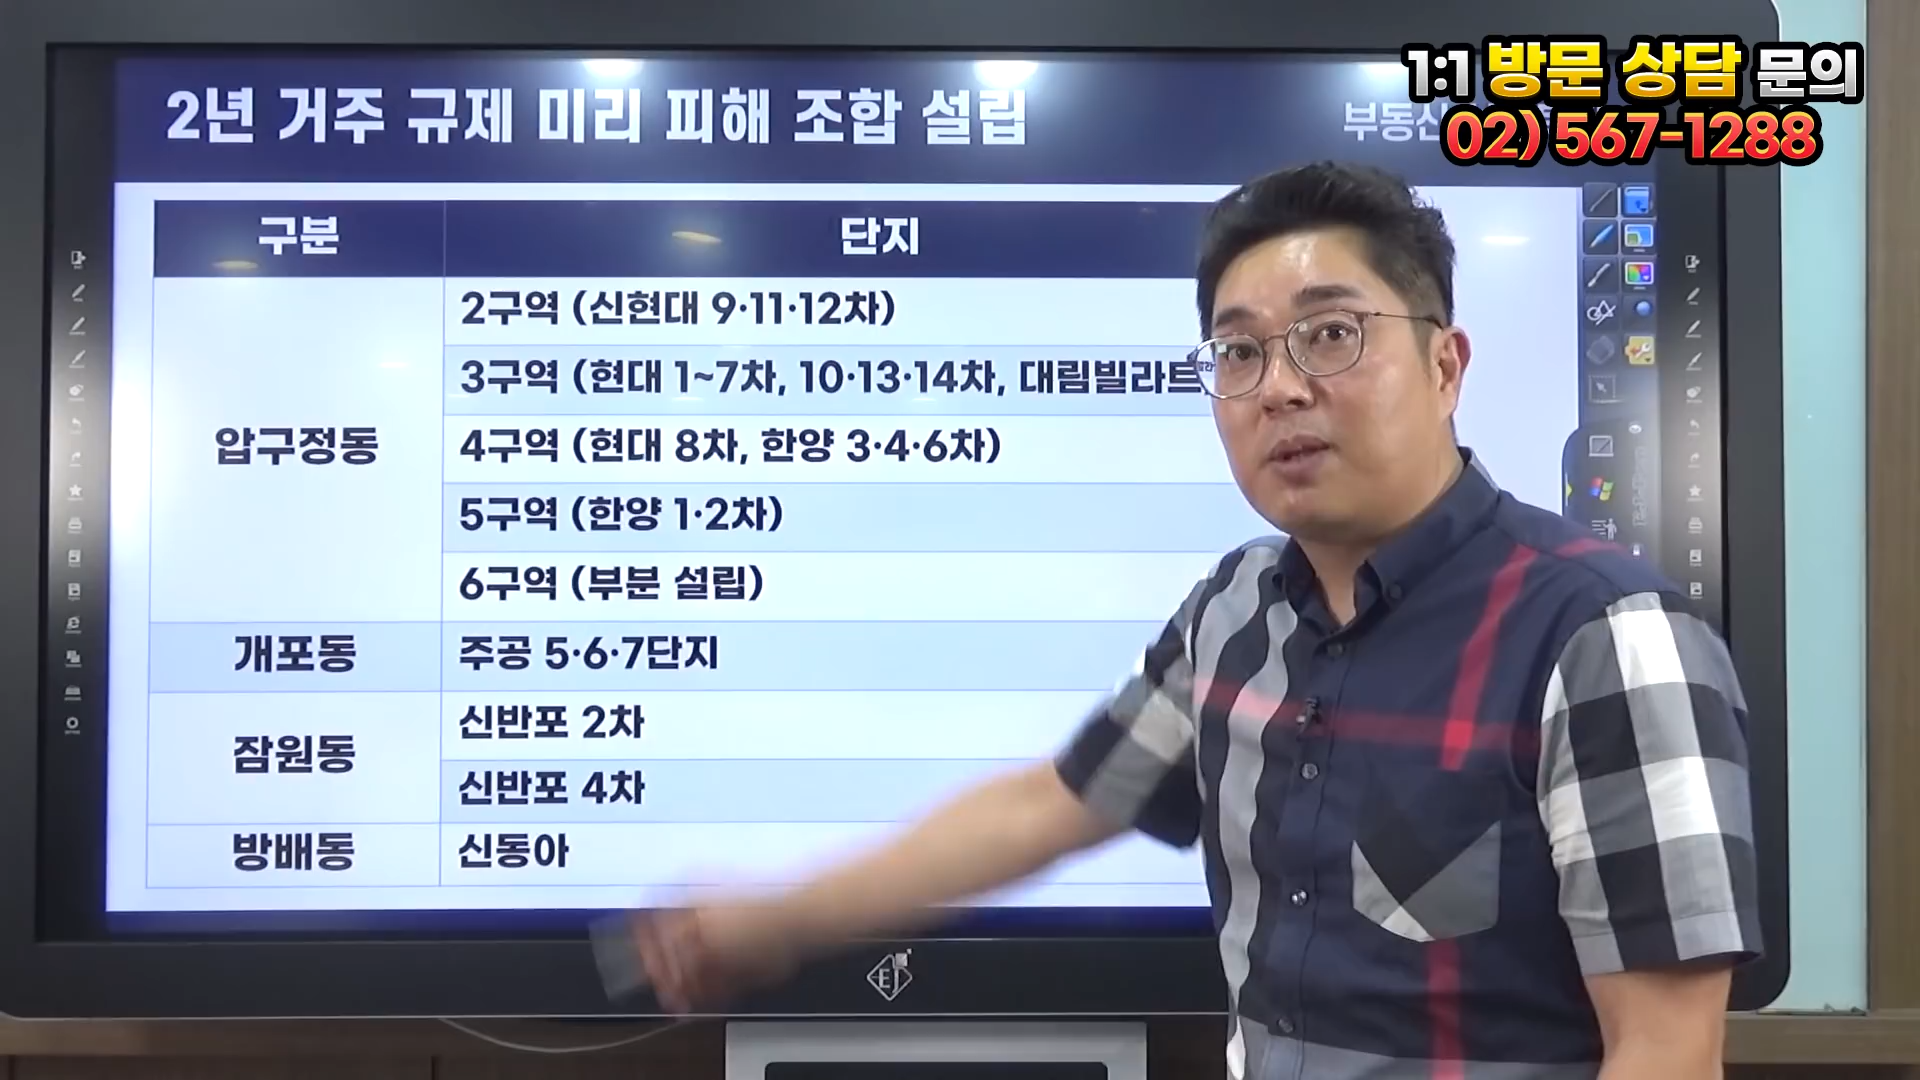 2년 거주 규제 미리 피해 조합 설립
1:1 방문 상담 문의
02) 567-1288
구분
단지
압구정동
2구역 (신현대 9·11·12차)
3구역 (현대 1~7차, 10·13·14차, 대림빌라트,
4구역 (현대 8차, 한양 3·4·6차)
5구역 (한양 1·2차)
6구역 (부분 설립)
개포동
주공 5·6·7단지
잠원동
신반포 2차
신반포 4차
방배동
신동아
EJ